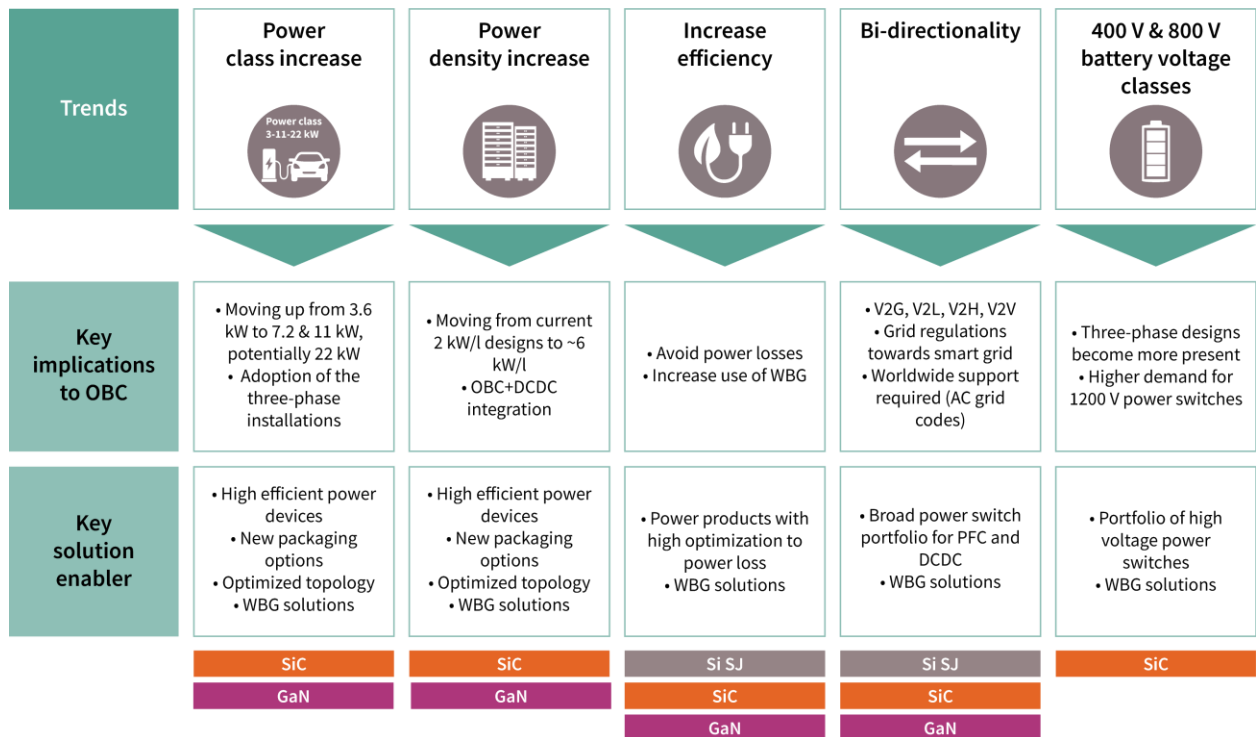 Trends
Power
class increase
Power class
3-11-22 kW
Power
density increase
Increase
efficiency
Bi-directionality
400 V & 800 V
battery voltage
classes
Key
implications
to OBC
• Moving up from 3.6
kW to 7.2 & 11 kW,
potentially 22 kW
• Adoption of the
three-phase
installations
• Moving from current
2 kW/l designs to ~6
kW/l
• OBC+DCDC
integration
• Avoid power losses
• Increase use of WBG
• V2G, V2L, V2H, V2V
• Grid regulations
towards smart grid
• Worldwide support
required (AC grid
codes)
• Three-phase designs
become more present
• Higher demand for
1200 V power switches
Key
solution
enabler
• High efficient power
devices
• New packaging
options
• Optimized topology
• WBG solutions
• High efficient power
devices
• New packaging
options
• Optimized topology
• WBG solutions
• Power products with
high optimization to
power loss
• WBG solutions
• Broad power switch
portfolio for PFC and
DCDC
• WBG solutions
• Portfolio of high
voltage power
switches
• WBG solutions
SiC
GaN
SiC
GaN
Si SJ
SiC
GaN
Si SJ
SiC
GaN
SiC